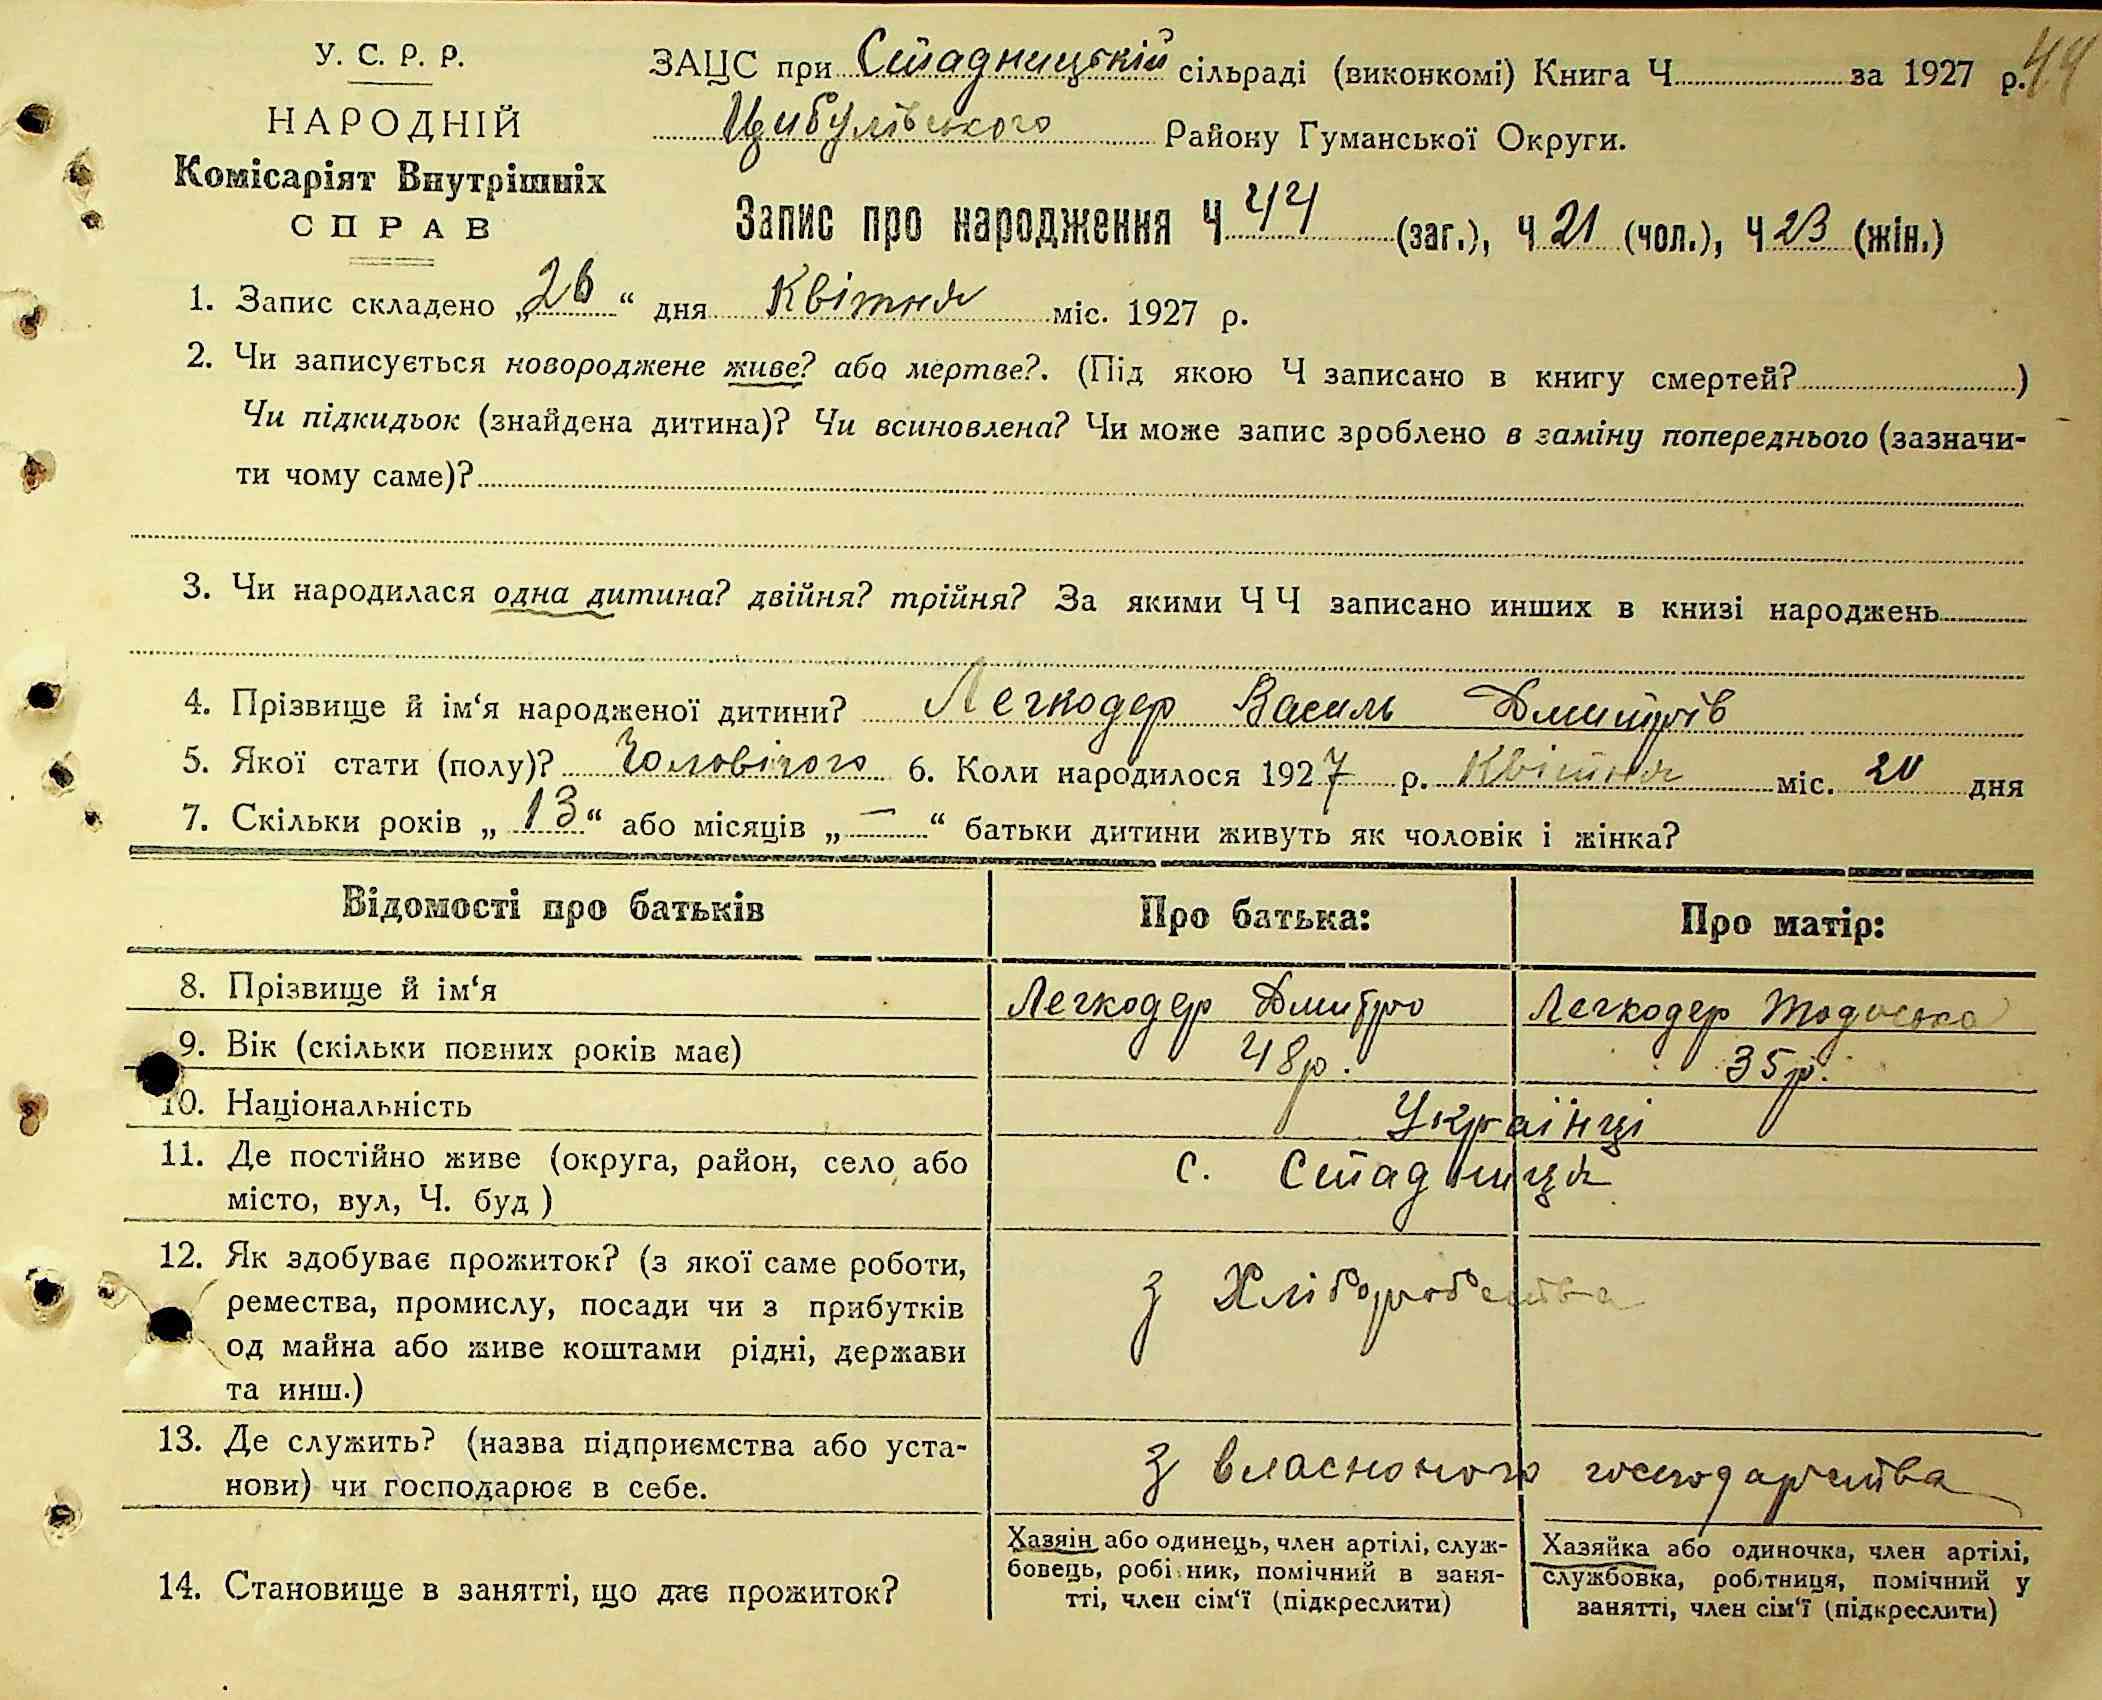 У. С. Р. Р.
НАРОДНІЙ
Комісаріят Внутрішніх
СПРАВ
44
ЗАЦС при Стадницькій сільраді (виконкомі) Книга Ч. за 1927 р.
Цибулівського Району Гуманської Округи.
Запис про народження Ч 44 (заг.), Ч 21 (чол.), Ч 23 (жін.)
1. Запис складено „26“ дня Квітня міс. 1927 р.
2. Чи записується новороджене живе? або мертве?. (Під якою Ч записано в книгу смертей? )
Чи підкидьок (знайдена дитина)? Чи всиновлена? Чи може запис зроблено в заміну попереднього (зазначи-
ти чому саме)?
3. Чи народилася одна дитина? двійня? трійня? За якими Ч Ч записано инших в книзі народжень
4. Прізвище й ім‘я народженої дитини? Легкодер Василь Дмитрів
5. Якої стати (полу)? Чоловічого 6. Коли народилося 1927 р. Квітня міс. 20 дня
7. Скільки років „13“ або місяців „—“ батьки дитини живуть як чоловік і жінка?
Відомості про батьків Про батька: Про матір:
8. Прізвище й ім‘я Легкодер Дмитро Легкодер Тодоська
9. Вік (скільки повних років має) 48р. 35р.
10. Національність Українці
11. Де постійно живе (округа, район, село або
місто, вул, Ч. буд ) с. Стадниця
12. Як здобуває прожиток? (з якої саме роботи,
ремества, промислу, посади чи з прибутків
од майна або живе коштами рідні, держави
та инш.)
з Хліборобства
13. Де служить? (назва підприємства або уста-
нови) чи господарює в себе.
з власноного господарства
14. Становище в занятті, що дає прожиток?
Хазяін або одинець, член артілі, служ-
бовець, робі ник, помічний в заня-
тті, член сім‘ї (підкреслити)
Хазяйка або одиночка, член артілі,
службовка, робітниця, помічний у
занятті, член сім‘ї (підкреслити)